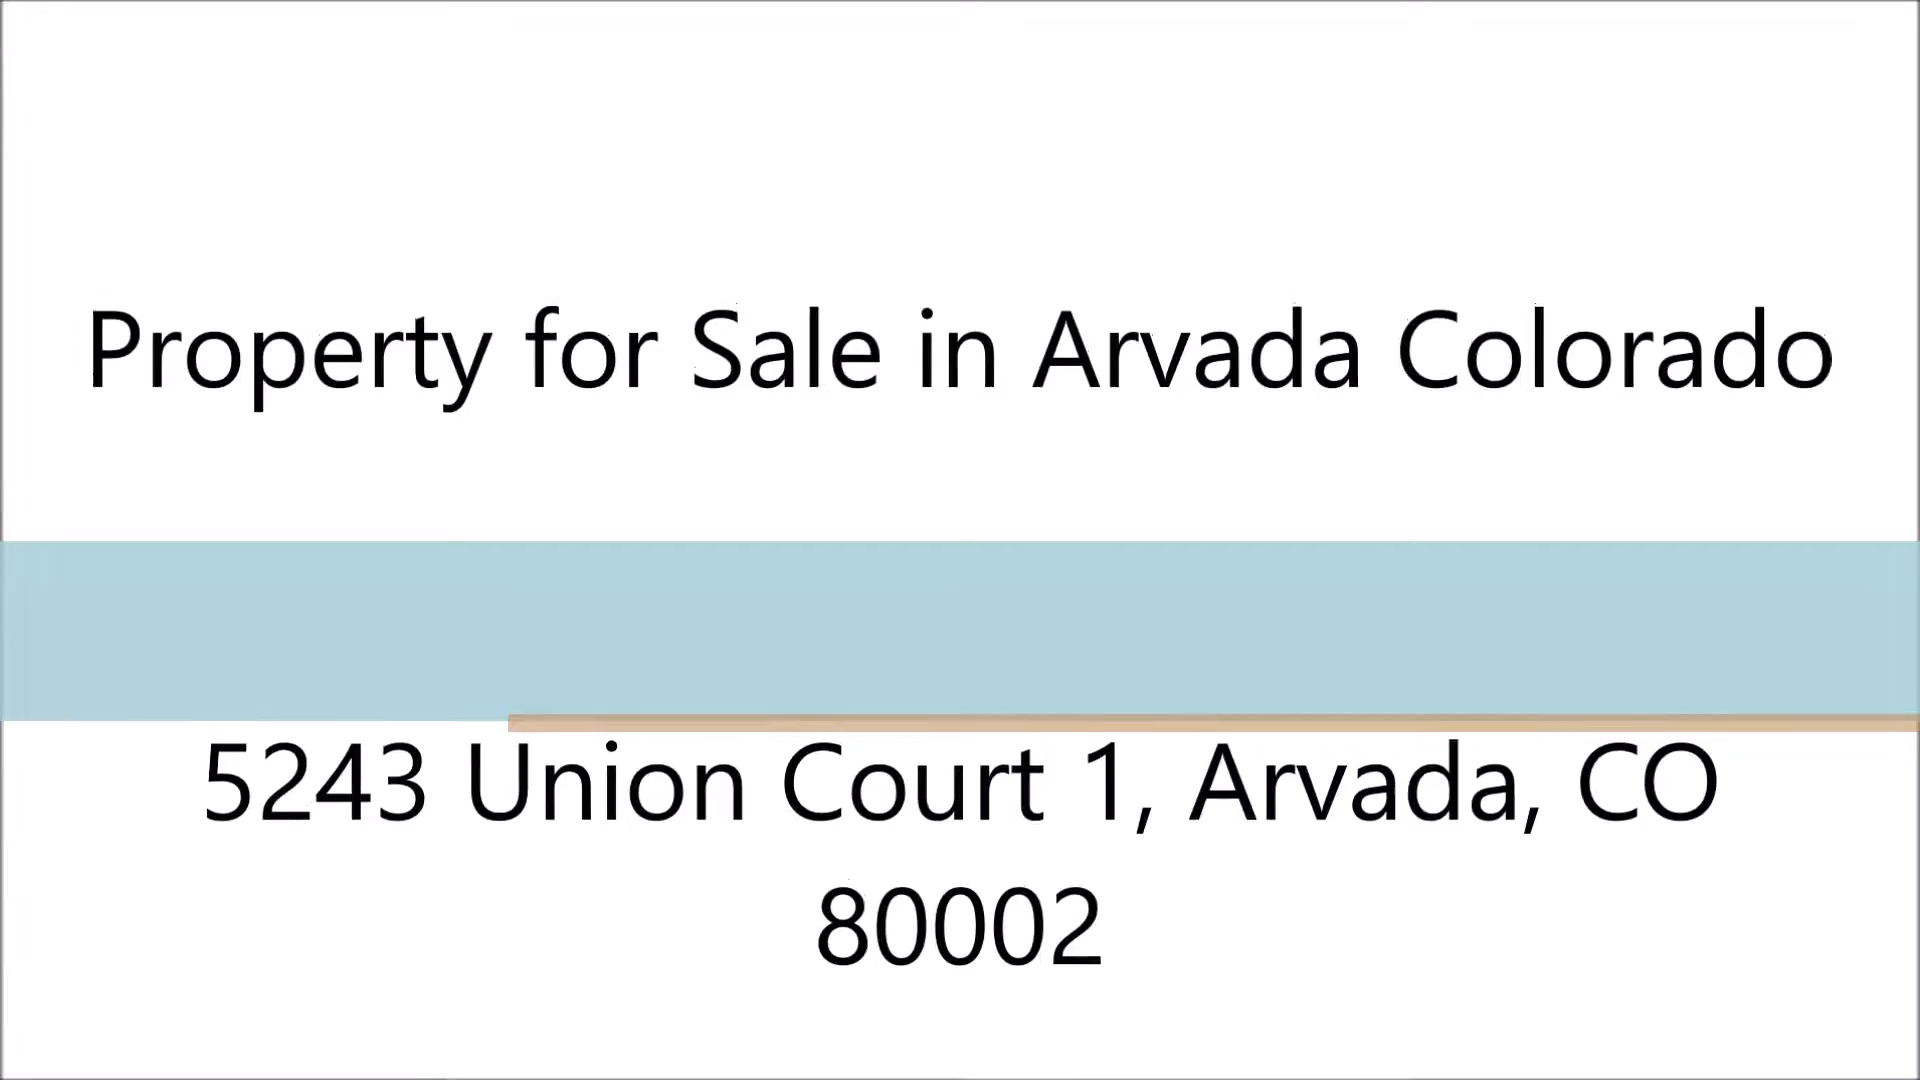 Property for Sale in Arvada Colorado
5243 Union Court 1, Arvada, CO
80002